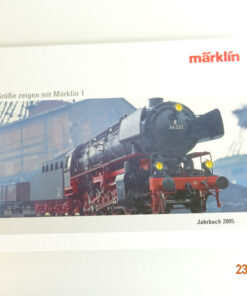 märklin
Größe zeigen mit Märklin 1
Jahrbuch 2005
23